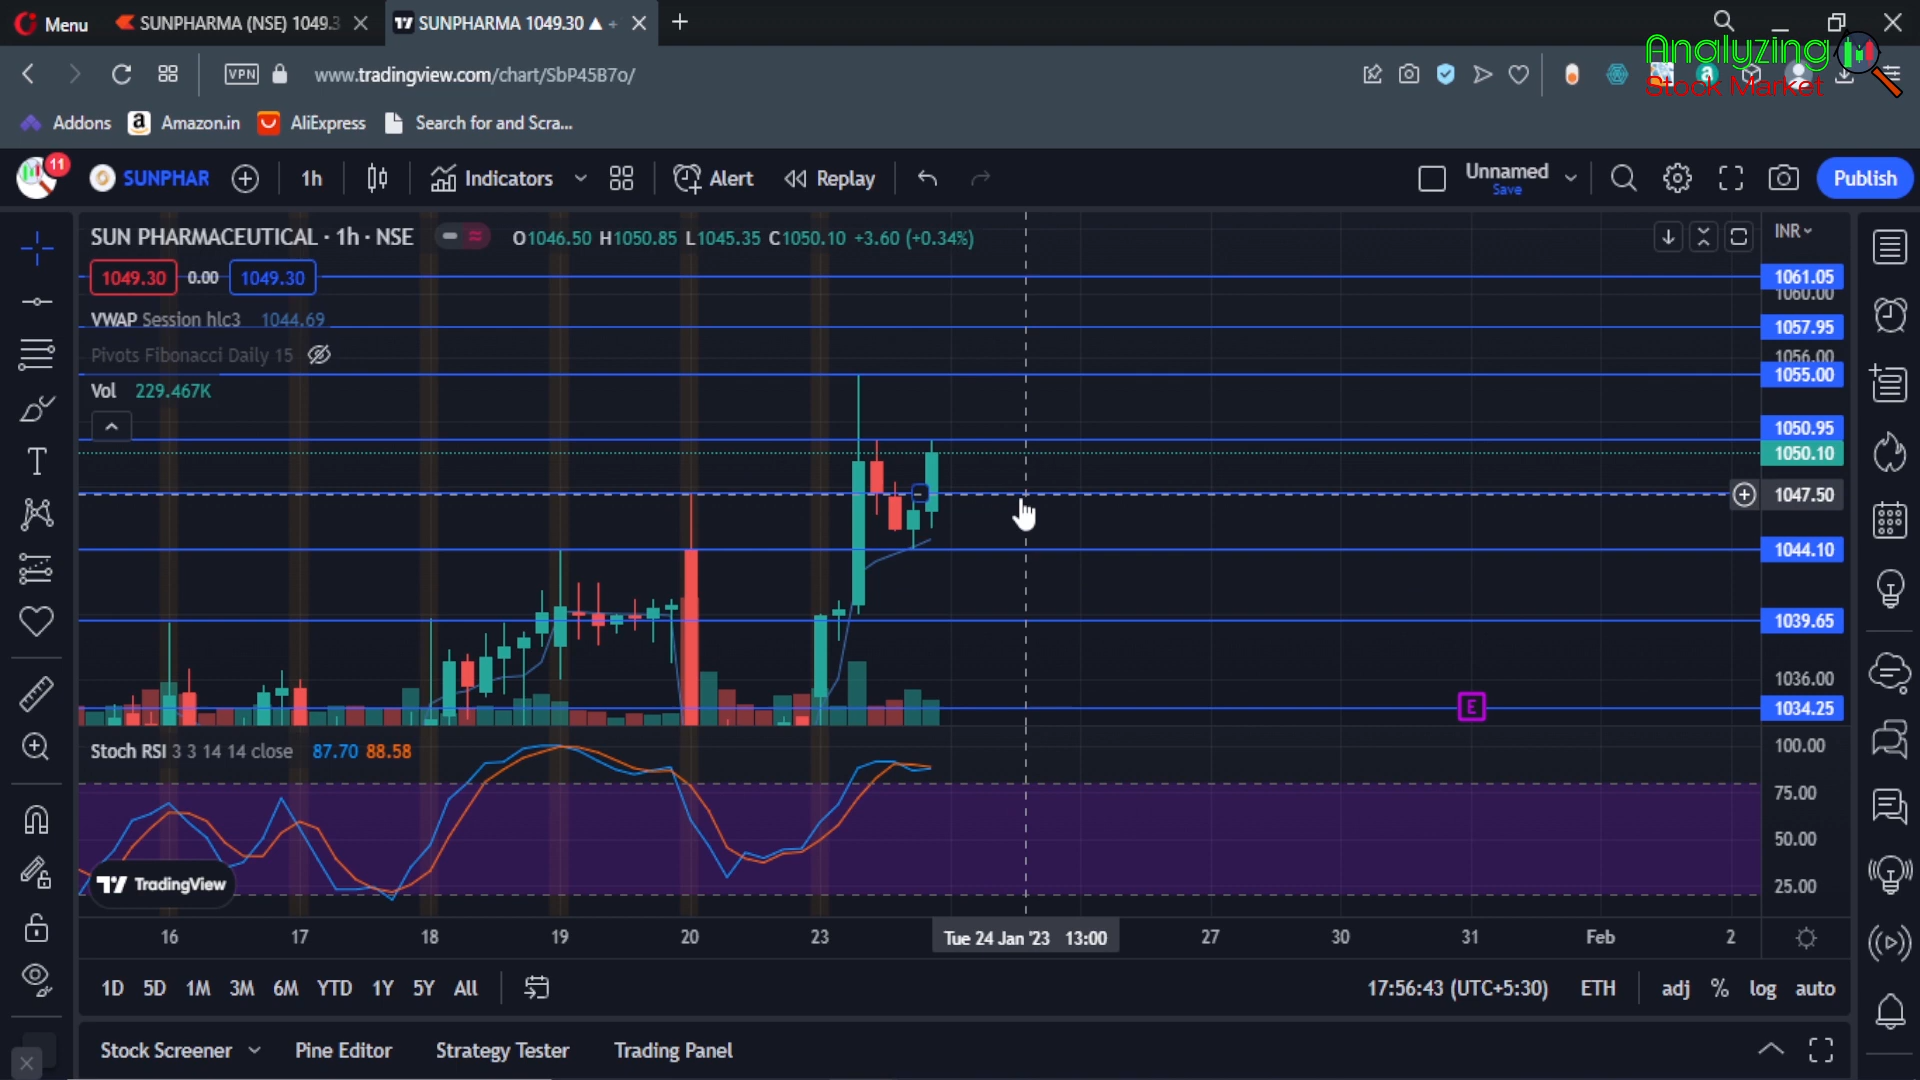 Menu
SUNPHARMA (NSE) 1049.3
SUNPHARMA 1049.30 ▲ +
VPN
www.tradingview.com/chart/SbP45B7o/
Analyzing
Stock Market
Addons
Amazon.in
AliExpress
Search for and Scra...
11
SUNPHAR
1h
Indicators
Alert
Replay
Unnamed
Save
Publish
SUN PHARMACEUTICAL · 1h · NSE
O1046.50 H1050.85 L1045.35 C1050.10 +3.60 (+0.34%)
INR
1049.30 0.00 1049.30
VWAP Session hlc3 1044.69
Pivots Fibonacci Daily 15
Vol 229.467K
1061.05
1060.00
1057.95
1056.00
1055.00
1050.95
1050.10
1047.50
1044.10
1039.65
1036.00
1034.25
E
Stoch RSI 3 3 14 14 close 87.70 88.58
100.00
75.00
50.00
25.00
TradingView
16 17 18 19 20 23 Tue 24 Jan '23 13:00 27 30 31 Feb 2
1D 5D 1M 3M 6M YTD 1Y 5Y All
17:56:43 (UTC+5:30) ETH adj % log auto
Stock Screener Pine Editor Strategy Tester Trading Panel